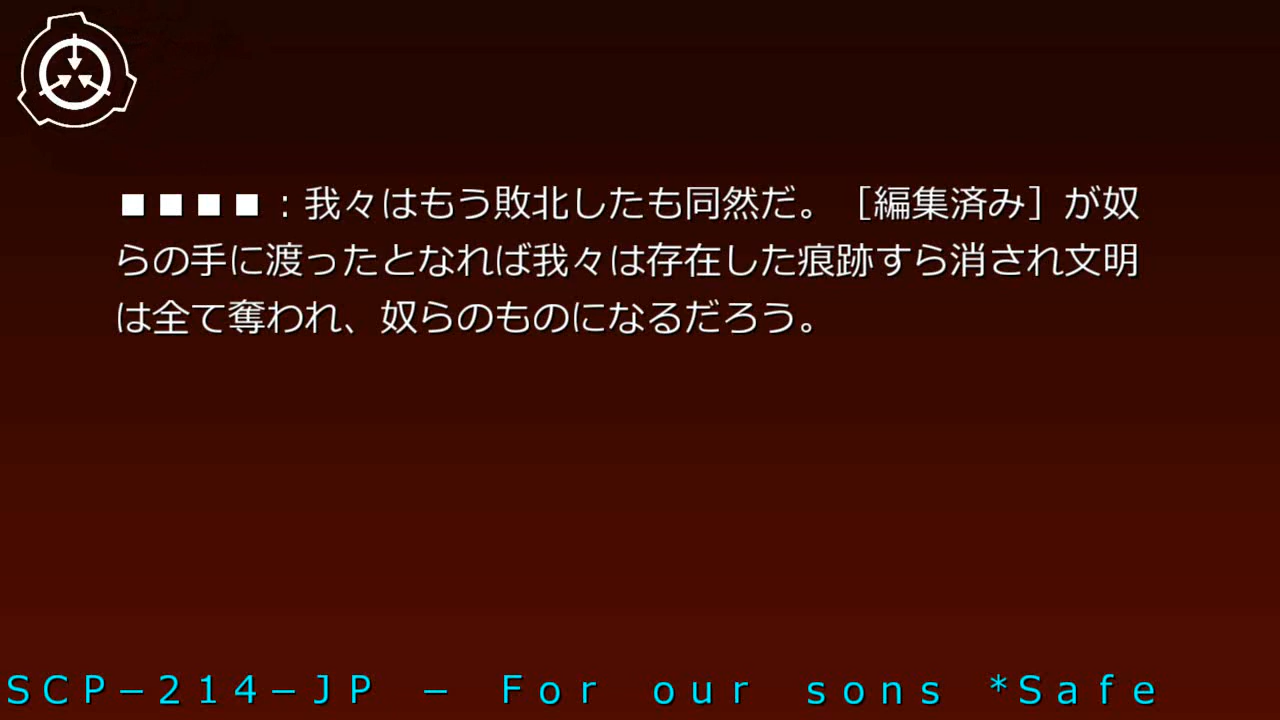 ■■■■：我々はもう敗北したも同然だ。［編集済み］が奴
らの手に渡ったとなれば我々は存在した痕跡すら消され文明
は全て奪われ、奴らのものになるだろう。
SCP－214－JP － For our sons *Safe